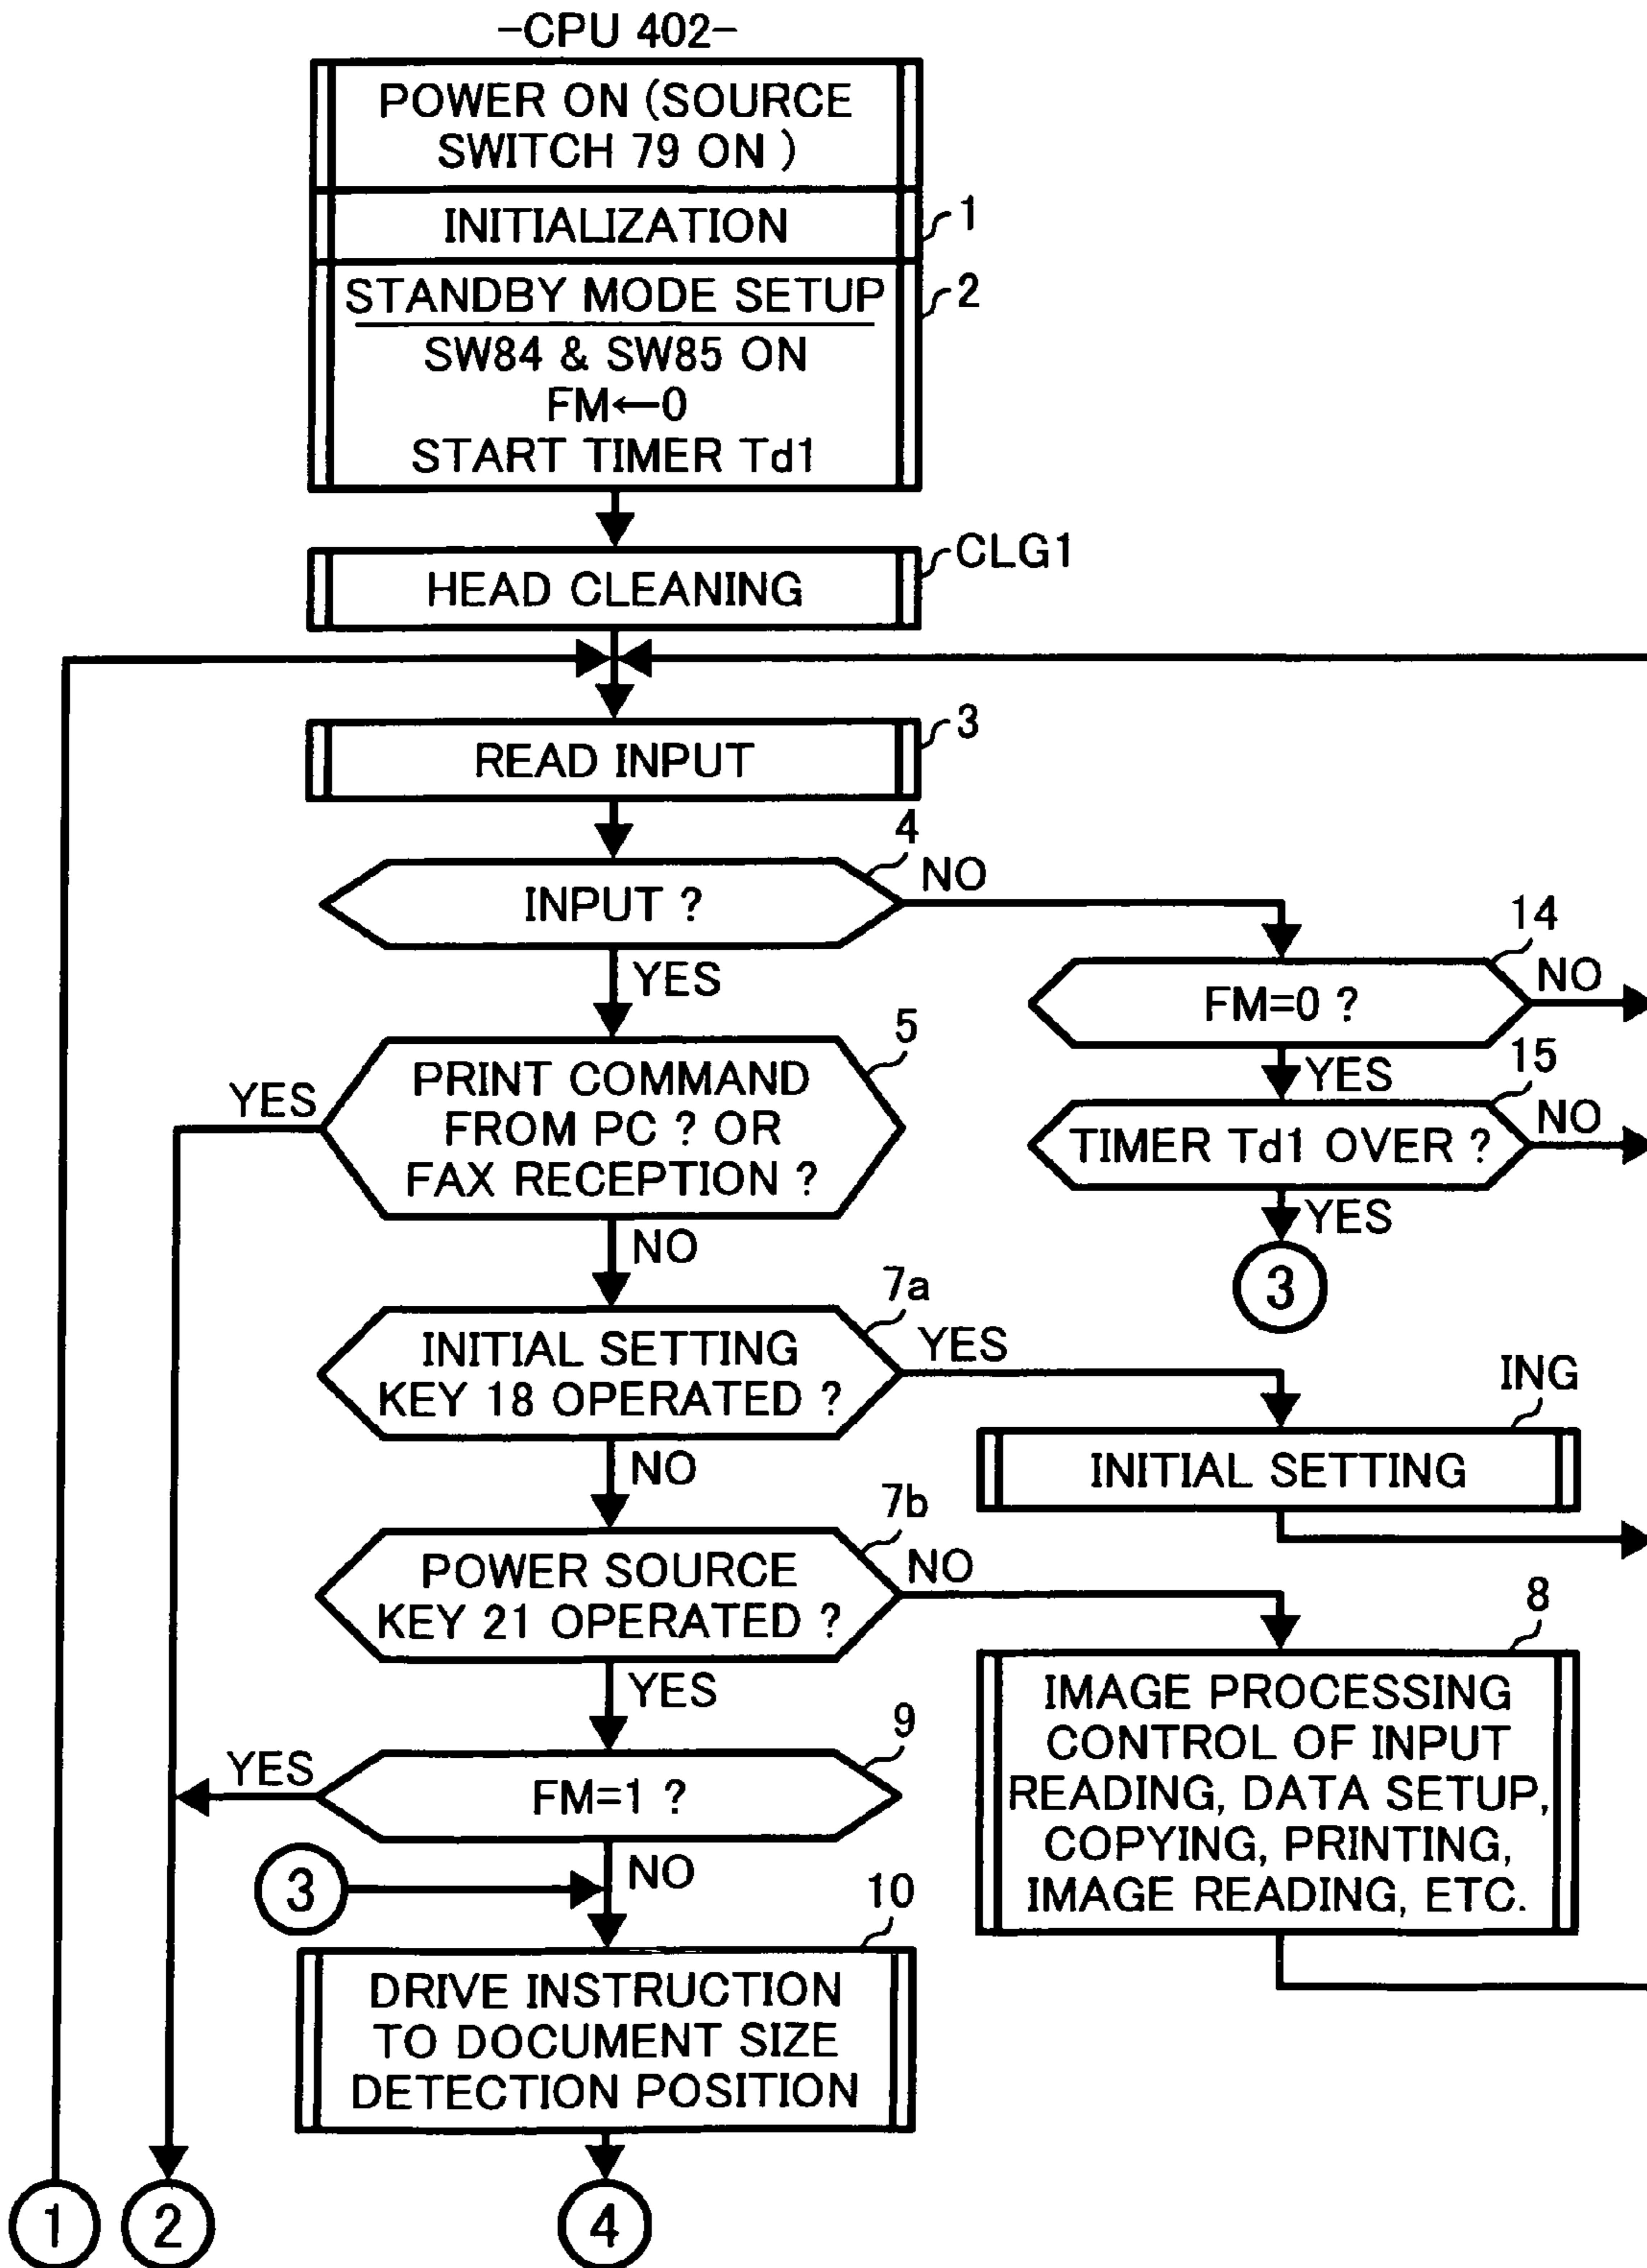 -CPU 402-
POWER ON (SOURCE
SWITCH 79 ON )
INITIALIZATION
1
STANDBY MODE SETUP
2
SW84 & SW85 ON
FM←0
START TIMER Td1
HEAD CLEANING
CLG1
READ INPUT
3
INPUT ?
4
NO
YES
FM=0 ?
14
NO
YES
TIMER Td1 OVER ?
15
NO
YES
3
PRINT COMMAND
FROM PC ? OR
FAX RECEPTION ?
5
YES
NO
INITIAL SETTING
KEY 18 OPERATED ?
7a
YES
NO
INITIAL SETTING
ING
POWER SOURCE
KEY 21 OPERATED ?
7b
NO
YES
IMAGE PROCESSING
CONTROL OF INPUT
READING, DATA SETUP,
COPYING, PRINTING,
IMAGE READING, ETC.
8
FM=1 ?
9
YES
NO
3
DRIVE INSTRUCTION
TO DOCUMENT SIZE
DETECTION POSITION
10
1
2
4